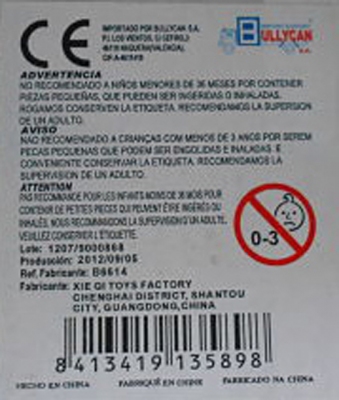 CE
IMPORTADO POR BULLYCAN S.A.
BULLYCAN
S.A.
ADVERTENCIA
NO RECOMENDADO A NIÑOS MENORES DE 36 MESES POR CONTENER
PIEZAS PEQUEÑAS, QUE PUEDEN SER INGERIDAS O INHALADAS.
ROGAMOS CONSERVEN LA ETIQUETA. RECOMENDAMOS LA SUPERVISION
DE UN ADULTO.
AVISO
NAO RECOMENDADO A CRIANÇAS COM MENOS DE 3 ANOS POR SEREM
PECAS PEQUENAS QUE PODEM SER ENGOLIDAS E INALADAS. E
CONVENIENTE CONSERVAR LA ETIQUETA. RECOMENDAMOS LA
SUPERVISION DE UN ADULTO.
ATTENTION
PAS RECOMMANDE POUR LES INFANTS MOINS DE 36 MOIS POUR
CONTENIR DE PETITES PIECES QUI PEUVENT ÊTRE INGÉRÉS OU
INHALÉS. NOUS RECOMMANDONS LA SUPERVISION D'UN ADULTE.
VEUILLEZ CONSERVER L'ETIQUETTE.
0-3
Lote: 1207/5000868
Producción: 2012/09/05
Ref. Fabricante: B6614
Fabricante: XIE QI TOYS FACTORY
CHENGHAI DISTRICT, SHANTOU
CITY, GUANGDONG, CHINA
8 413419 135898
HECHO EN CHINA FABRIQUÉ EN CHINE FABRICADO NA CHINA